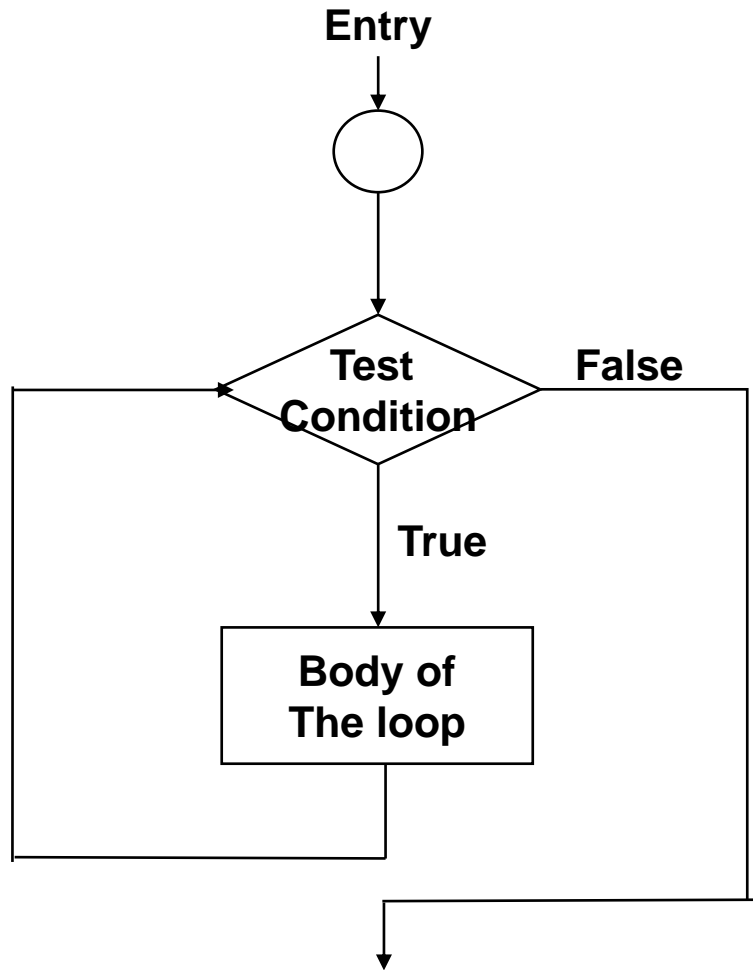 Entry
Test
Condition
False
True
Body of
The loop